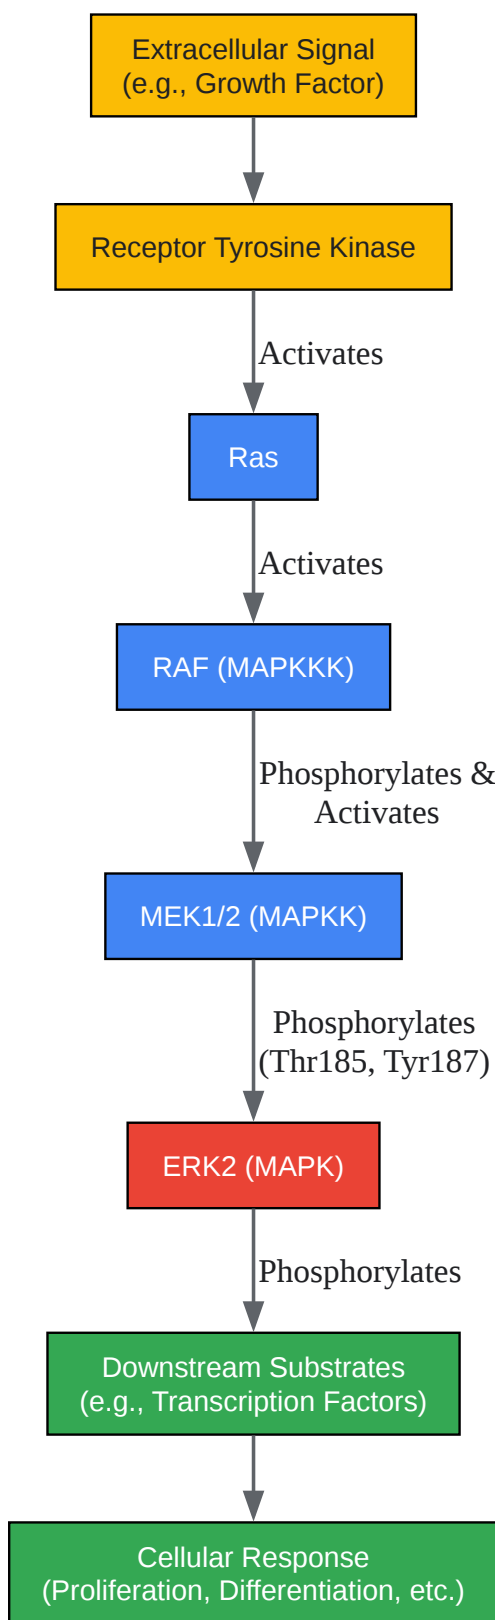 Extracellular Signal
(e.g., Growth Factor)
Receptor Tyrosine Kinase
Activates
Ras
Activates
RAF (MAPKKK)
Phosphorylates &
Activates
MEK1/2 (MAPKK)
Phosphorylates
(Thr185, Tyr187)
ERK2 (MAPK)
Phosphorylates
Downstream Substrates
(e.g., Transcription Factors)
Cellular Response
(Proliferation, Differentiation, etc.)